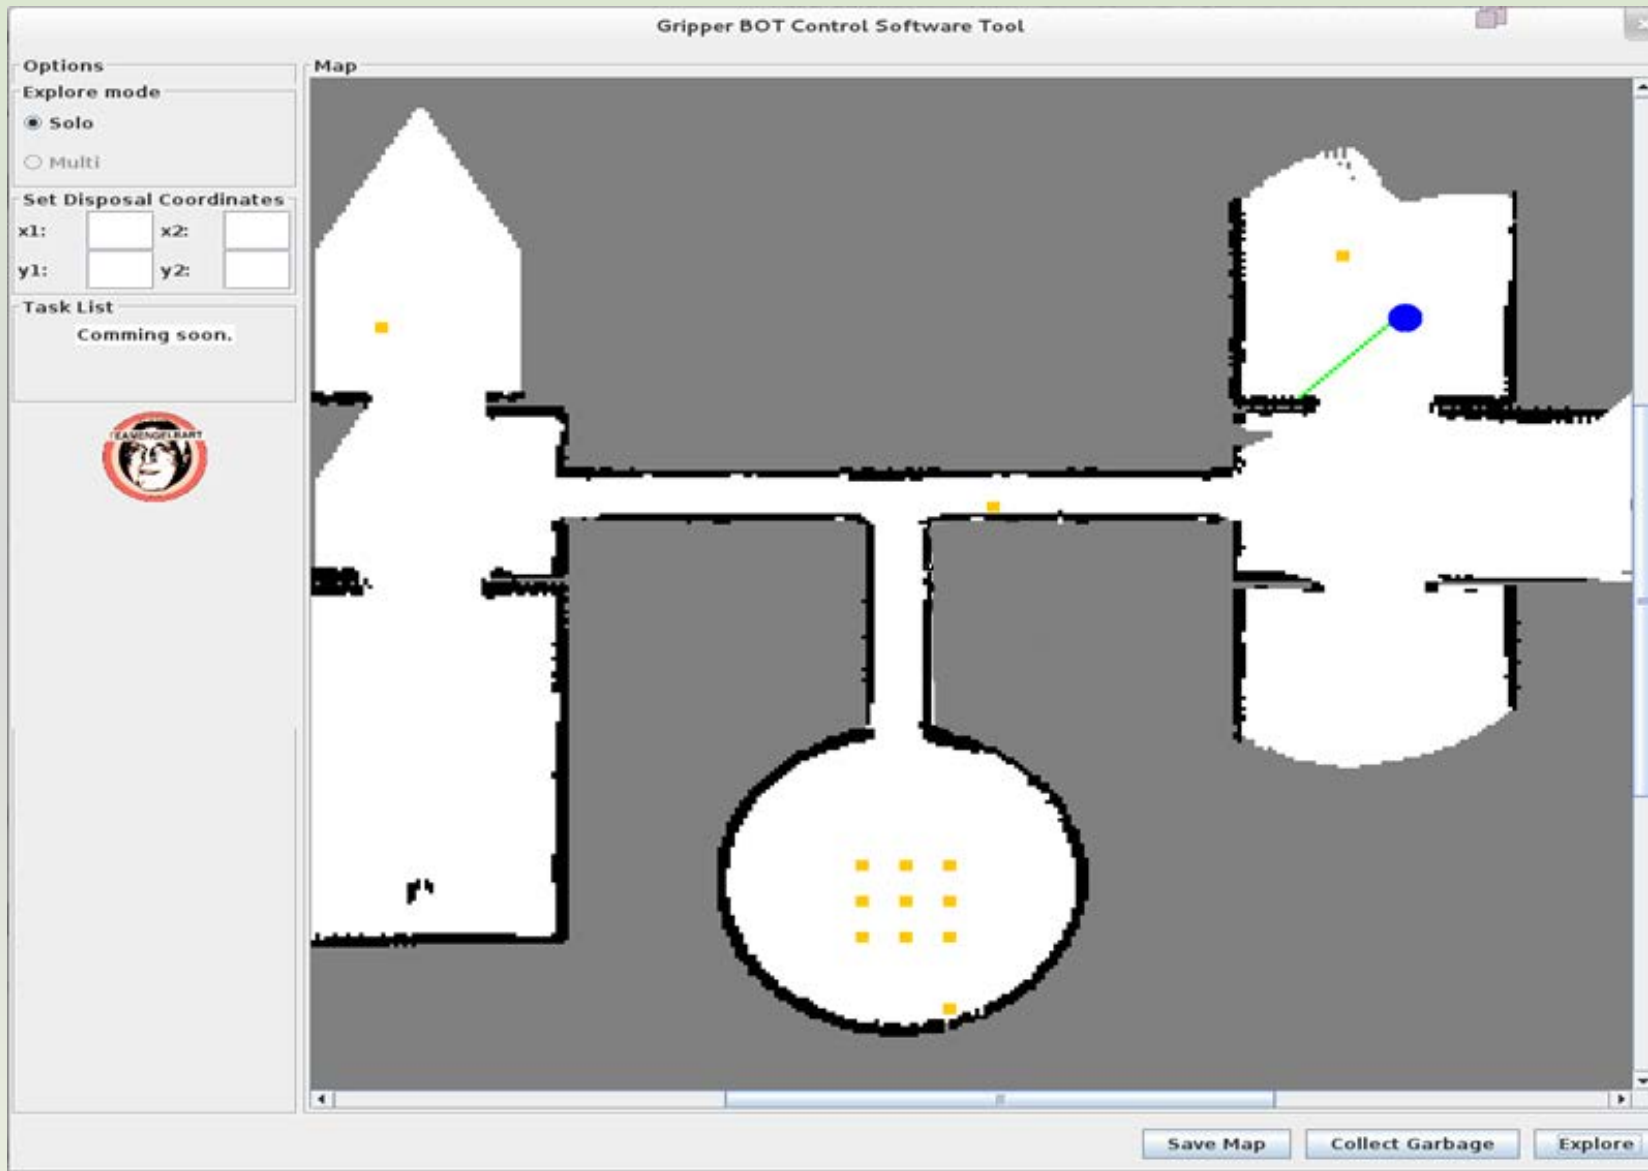 Gripper BOT Control Software Tool
Options
Explore mode
Solo
Multi
Set Disposal Coordinates
x1: x2:
y1: y2:
Task List
Comming soon.
TEAMENGELBART
Map
Save Map Collect Garbage Explore